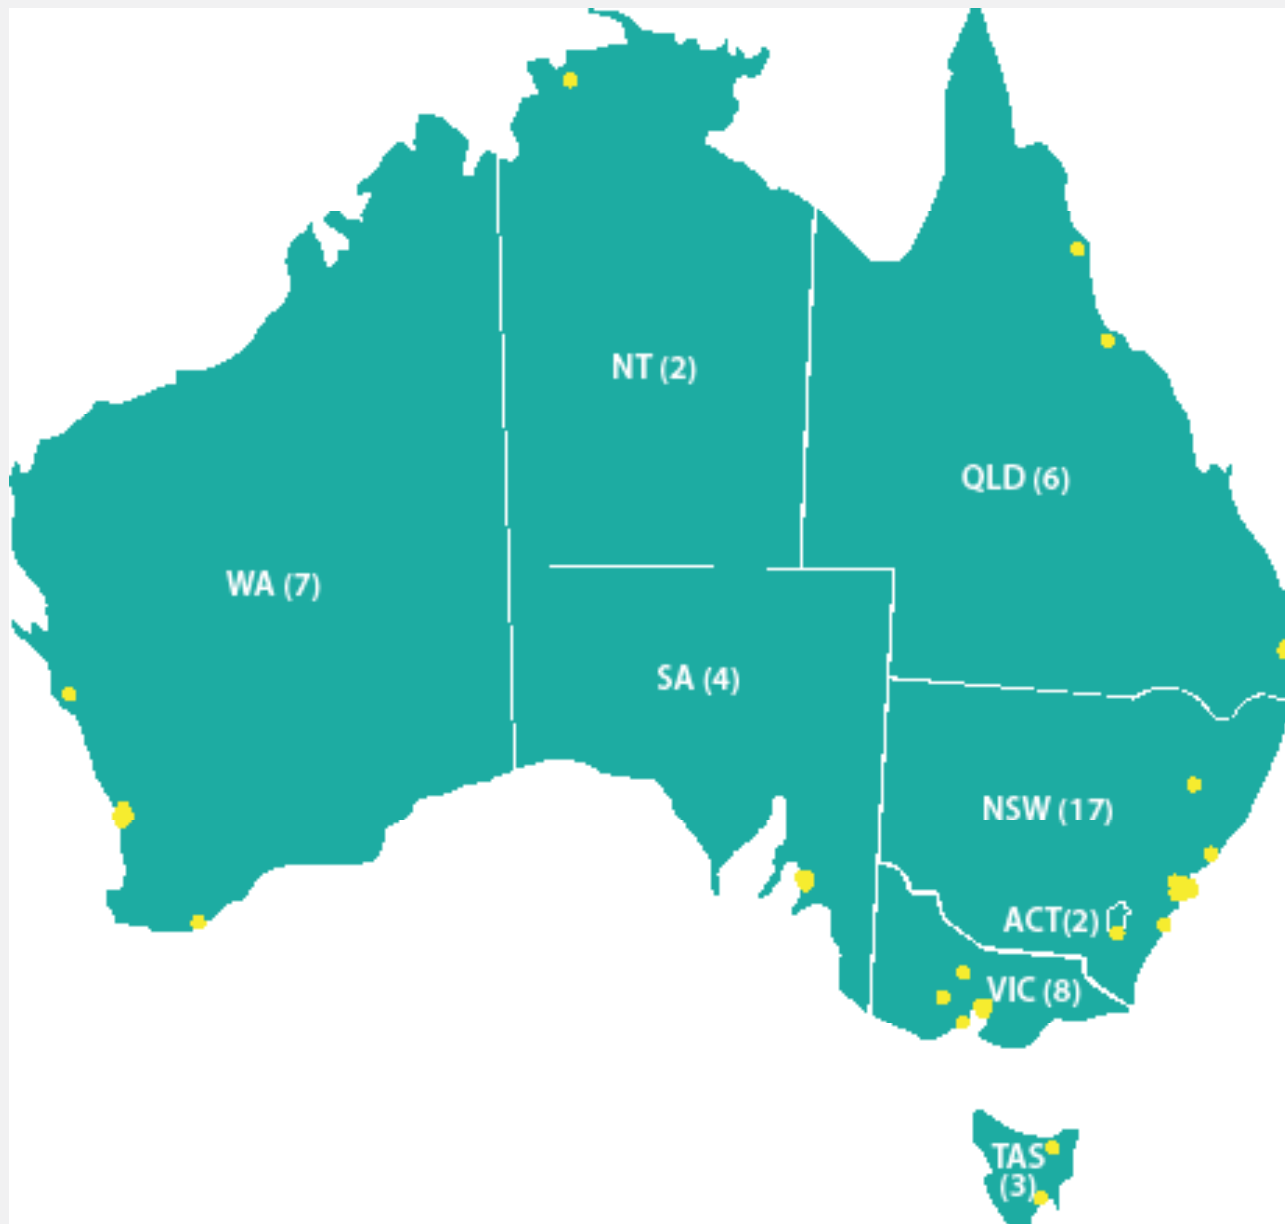 NT (2)
QLD (6)
WA (7)
SA (4)
NSW (17)
ACT(2)
VIC (8)
TAS
(3)